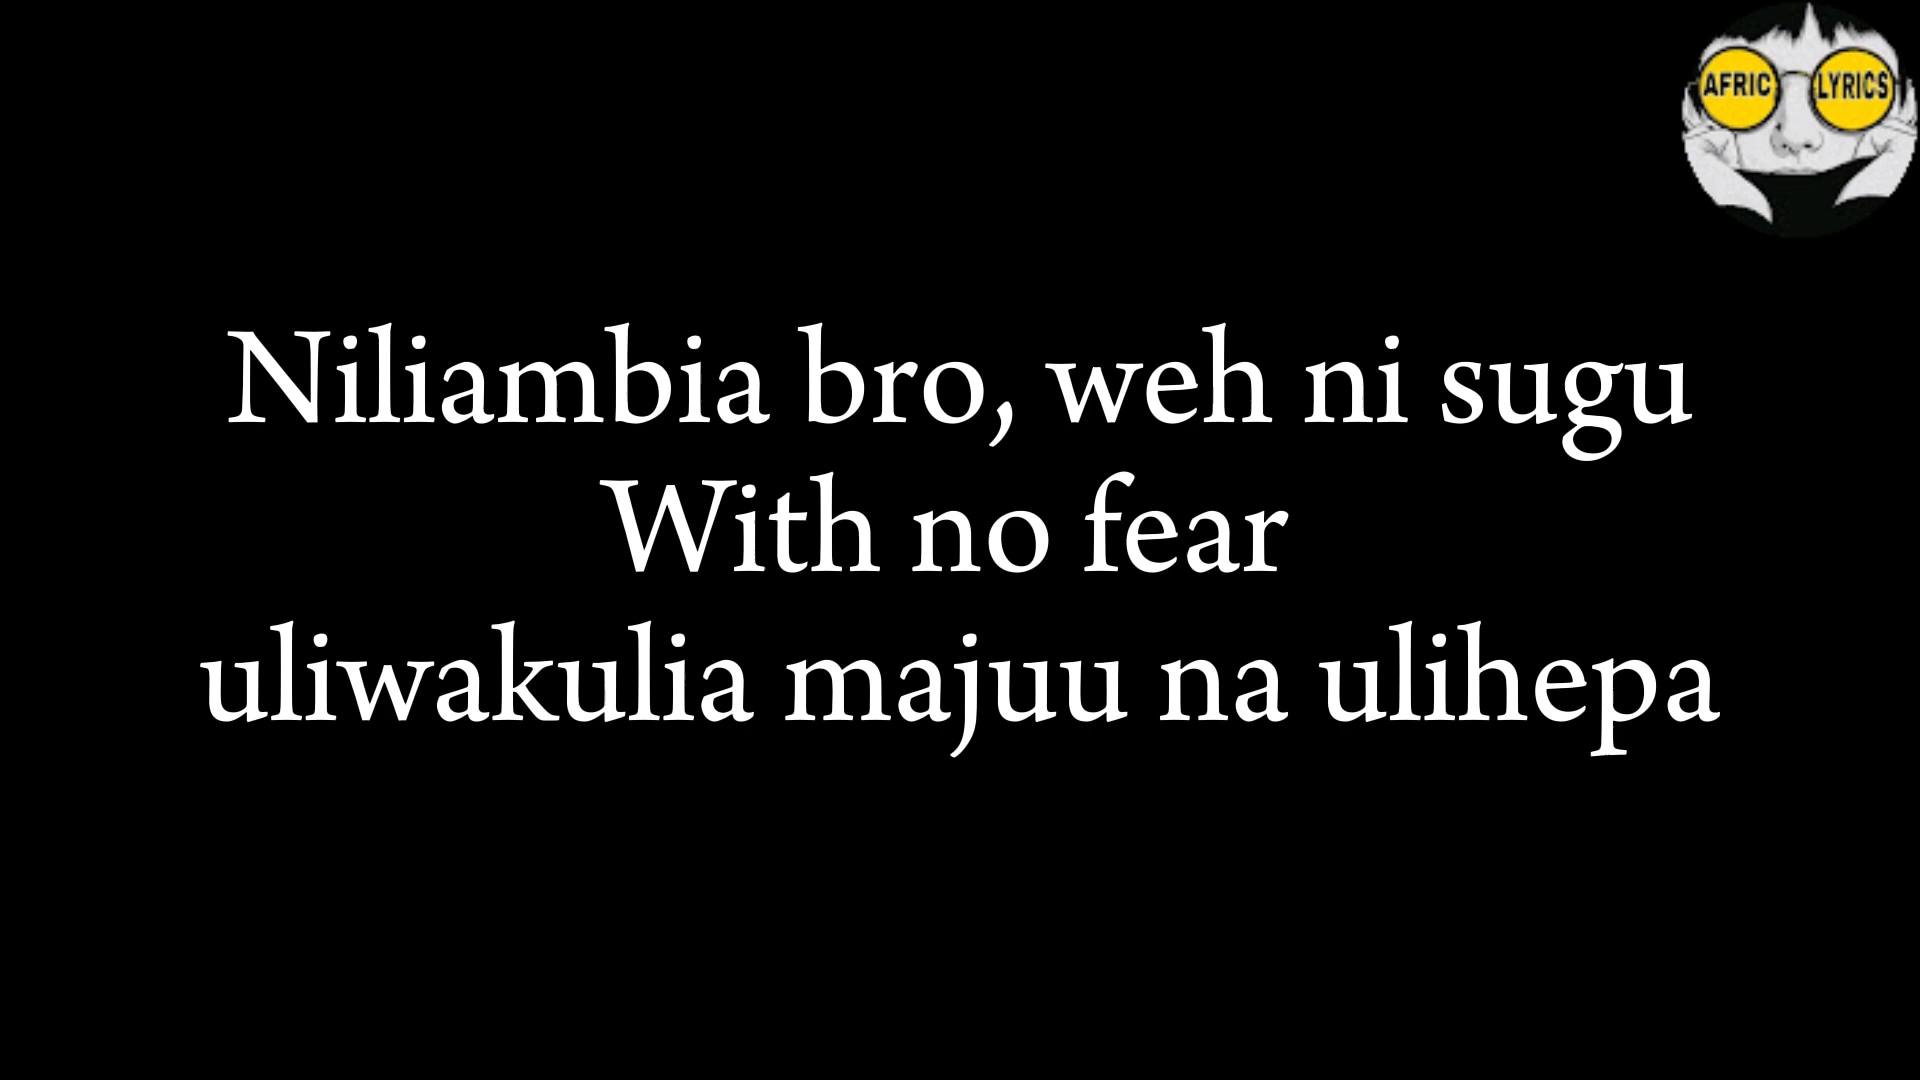 AFRIC LYRICS
Niliambia bro, weh ni sugu
With no fear
uliwakulia majuu na ulihepa